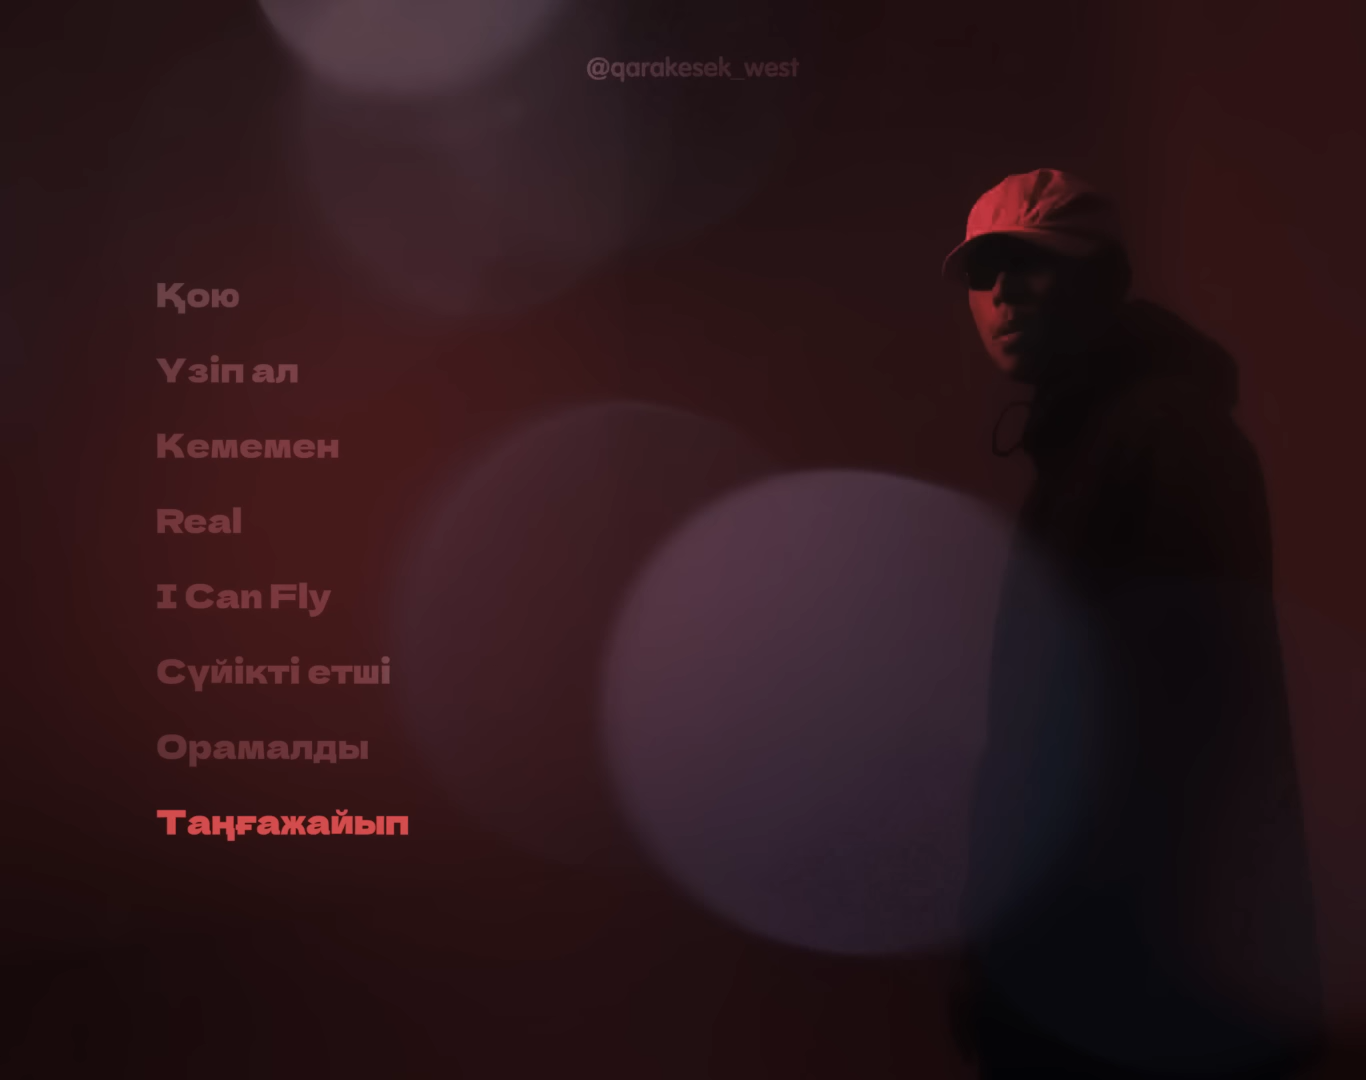 @qarakesek_west
Қою
Үзіп ал
Кемемен
Real
I Can Fly
Сүйікті етші
Орамалды
Таңғажайып